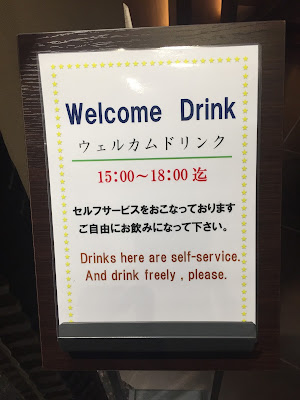 Welcome Drink
ウェルカムドリンク
15:00～18:00 迄
セルフサービスをおこなっております
ご自由にお飲みになって下さい。
Drinks here are self-service.
And drink freely , please.